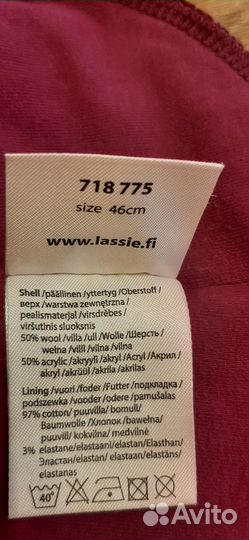 718 775
size 46cm
www.lassie.fi
Shell/päällinen/yttertyg/Oberstoff/
верх/warstwa zewnętrzna/
pealismaterjal/virsdrēbes/
viršutinis sluoksnis
50% wool/villa/ull/Wolle/Шерсть/
wełna/vill/vilna/vilna
50% acrylic/akryyli/akryl/Acryl/Акрил/
akryl/akrüül/akrila/akrilas
Lining/vuori/foder/Futter/подкладка/
podszewka/vooder/odere/pamušalas
97% cotton/puuvilla/bomull/
Baumwolle/Хлопок/bawełna/
puuvill/kokvilna/medvilnė
3% elastane/elastaani/elastan/Elasthan/
Эластан/elastan/elastaan/elastāns/
elastanas
40°
Avito